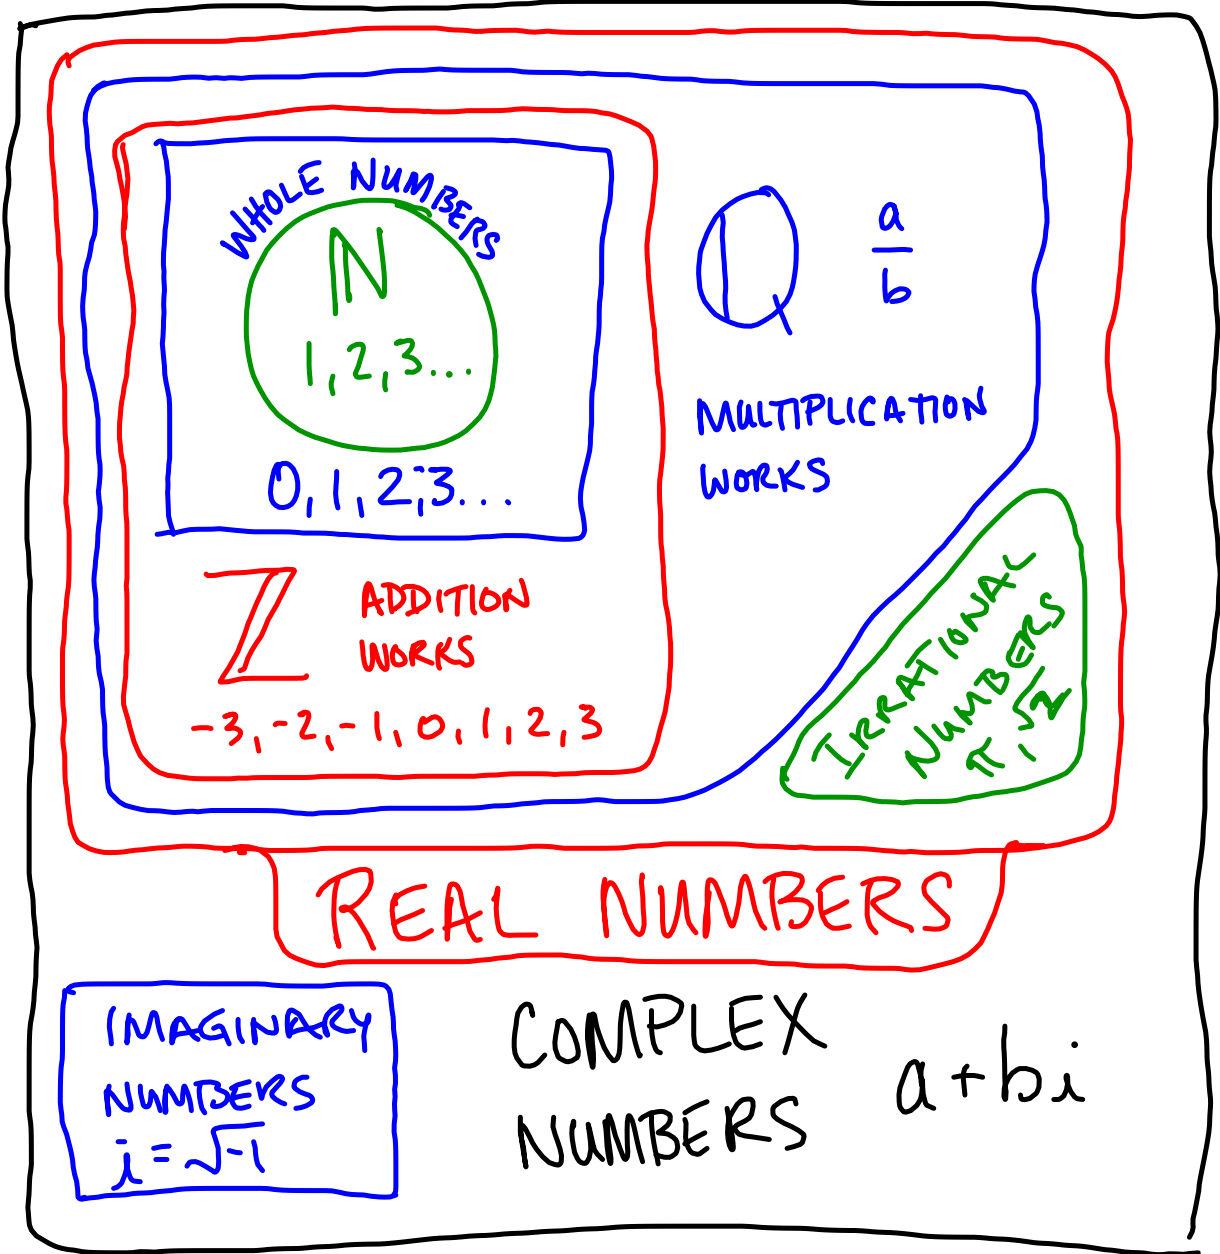 WHOLE NUMBERS
ℕ
1, 2, 3...
0, 1, 2, 3...
ℤ
ADDITION
WORKS
-3, -2, -1, 0, 1, 2, 3
ℚ
a
b
MULTIPLICATION
WORKS
IRRATIONAL
NUMBERS
π, √2
REAL NUMBERS
IMAGINARY
NUMBERS
i = √-1
COMPLEX
NUMBERS
a + bi